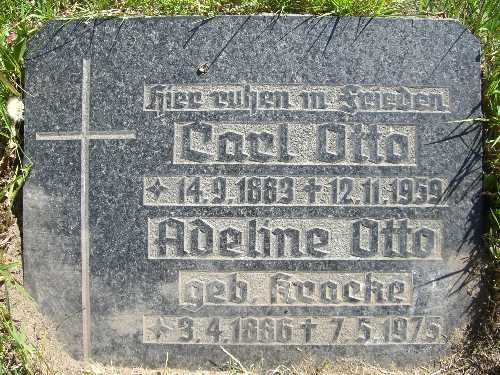 Hier ruhen in Frieden
Carl Otto
✶ 14.9.1883 ✝ 12.11.1959
Adeline Otto
geb. Kracke
✶ 3.4.1886 ✝ 7.5.1975